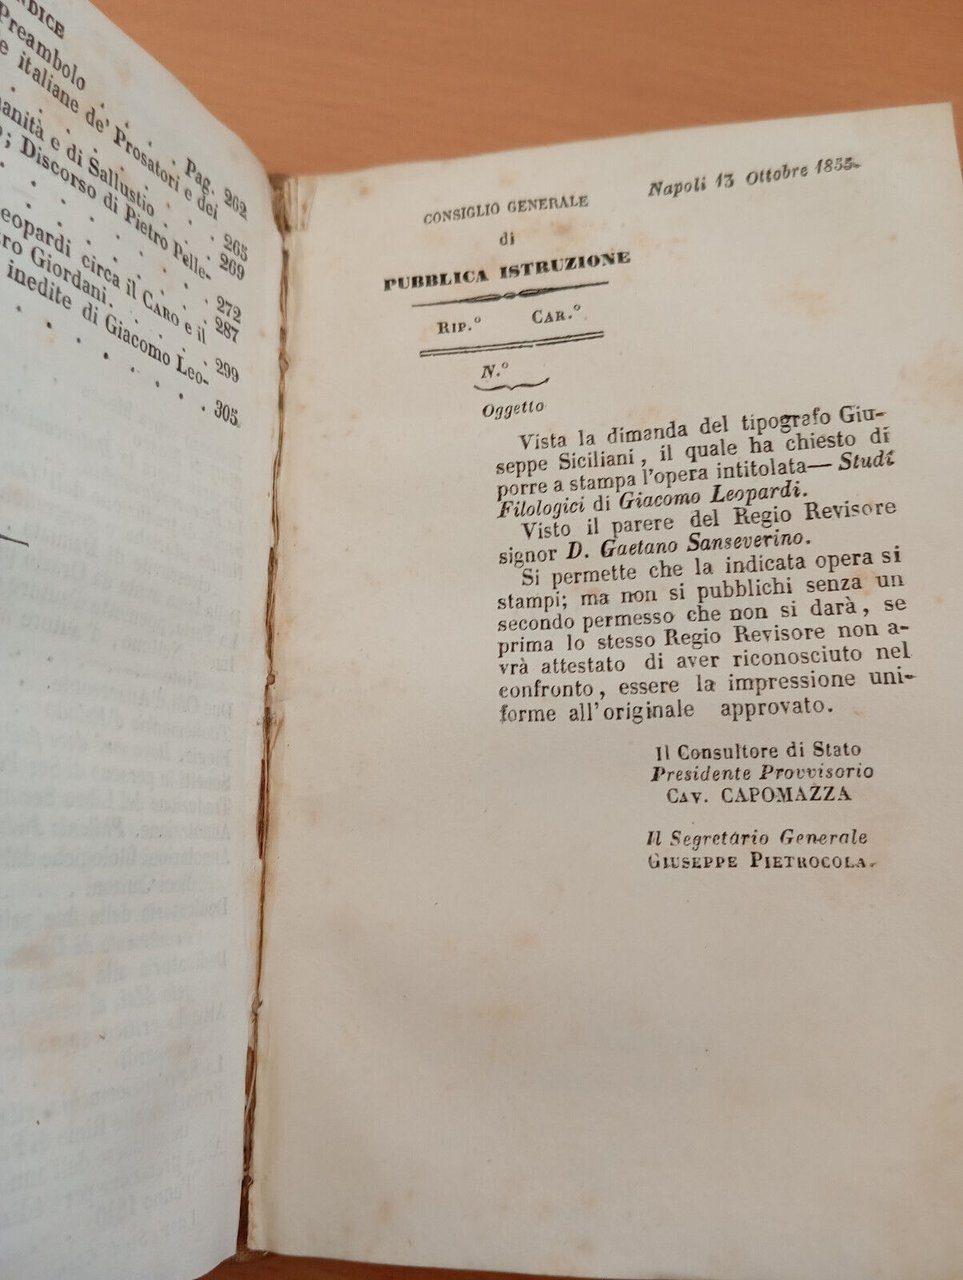 NDICE
Preambolo . . . . Pag. 262
e italiane de' Prosatori e dei
. . . . . . . 265
manità e di Sallustio . . . 269
; Discorso di Pietro Pelle-
. . . . . . . 272
. . . . . . . 287
eopardi circa il CARO e il
ro Giordani. . . . . 299
inedite di Giacomo Leo-
. . . . . . . 305
Napoli 13 Ottobre 1855.
CONSIGLIO GENERALE
di
PUBBLICA ISTRUZIONE
RIP.° CAR.°
N.°
Oggetto
Vista la dimanda del tipografo Giu-
seppe Siciliani, il quale ha chiesto di
porre a stampa l'opera intitolata— Studi
Filologici di Giacomo Leopardi.
Visto il parere del Regio Revisore
signor D. Gaetano Sanseverino.
Si permette che la indicata opera si
stampi; ma non si pubblichi senza un
secondo permesso che non si darà, se
prima lo stesso Regio Revisore non a-
vrà attestato di aver riconosciuto nel
confronto, essere la impressione uni-
forme all'originale approvato.
Il Consultore di Stato
Presidente Provvisorio
CAV. CAPOMAZZA
Il Segretario Generale
GIUSEPPE PIETROCOLA.